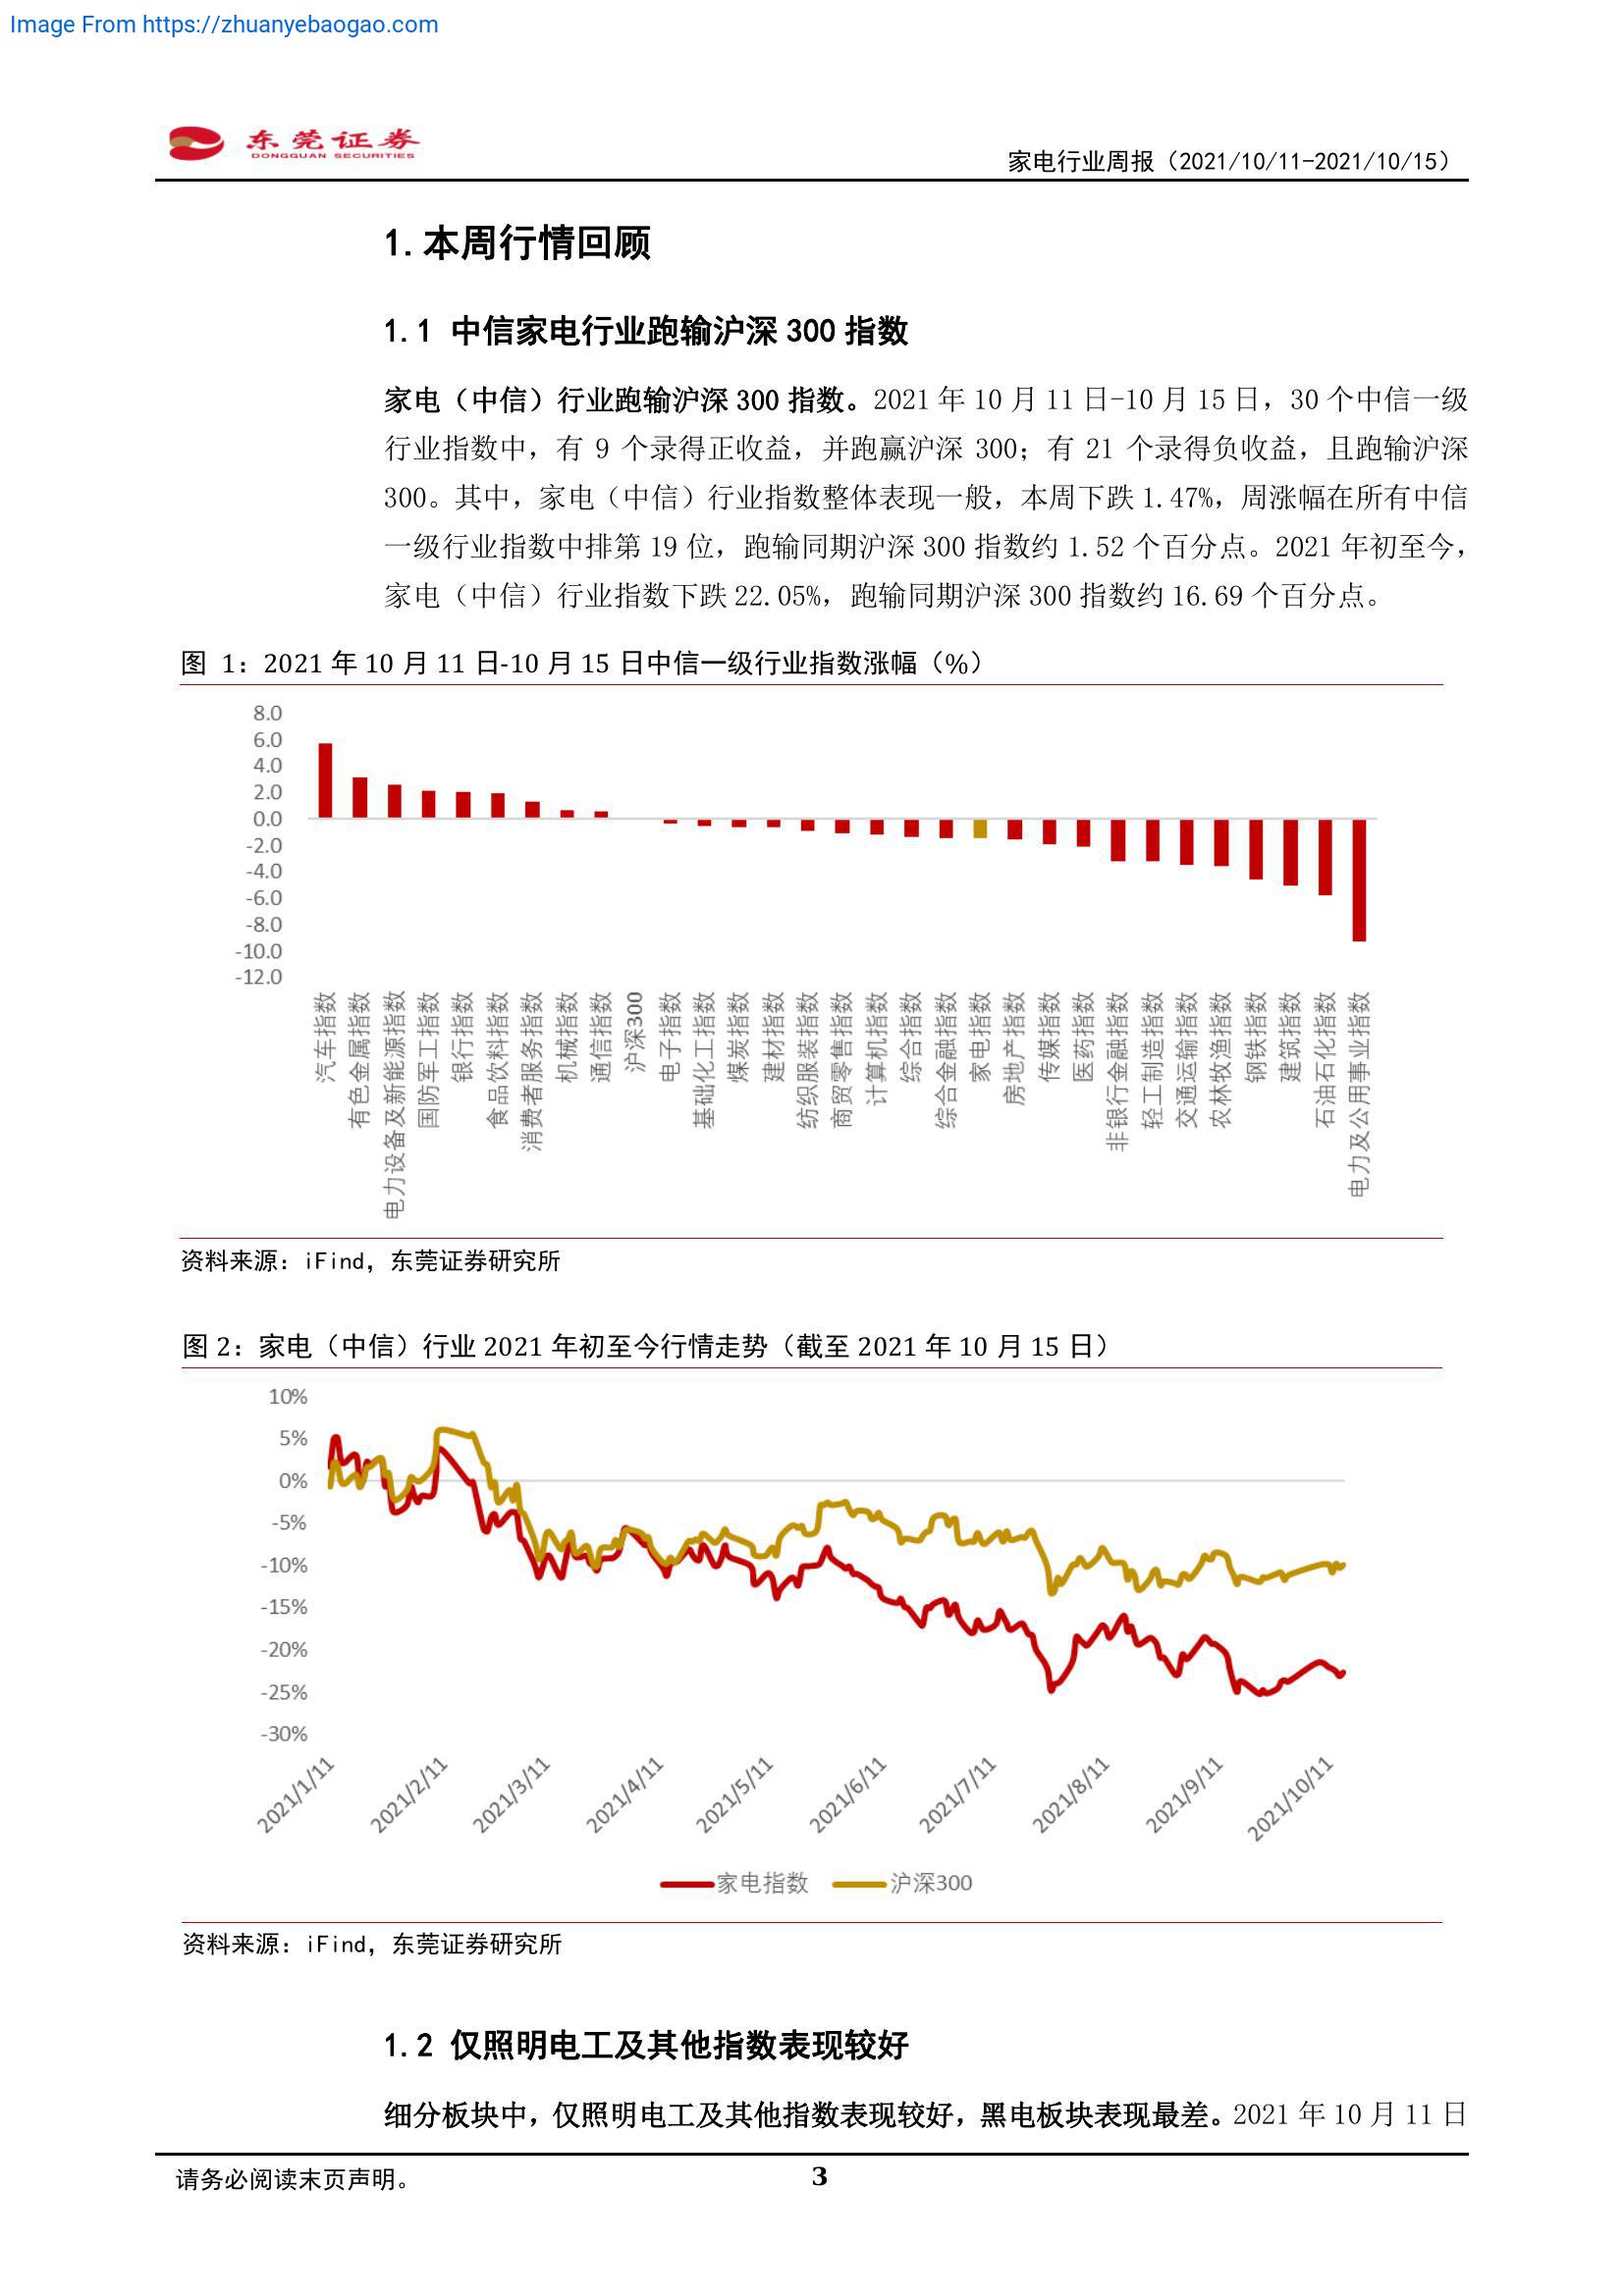 Image From https://zhuanyebaogao.com
东莞证券
DONGGUAN SECURITIES
家电行业周报（2021/10/11-2021/10/15）
1.本周行情回顾
1.1 中信家电行业跑输沪深 300 指数
家电（中信）行业跑输沪深 300 指数。2021 年 10 月 11 日-10 月 15 日，30 个中信一级
行业指数中，有 9 个录得正收益，并跑赢沪深 300；有 21 个录得负收益，且跑输沪深
300。其中，家电（中信）行业指数整体表现一般，本周下跌 1.47%，周涨幅在所有中信
一级行业指数中排第 19 位，跑输同期沪深 300 指数约 1.52 个百分点。2021 年初至今，
家电（中信）行业指数下跌 22.05%，跑输同期沪深 300 指数约 16.69 个百分点。
图 1：2021 年 10 月 11 日-10 月 15 日中信一级行业指数涨幅（%）
8.0
6.0
4.0
2.0
0.0
-2.0
-4.0
-6.0
-8.0
-10.0
-12.0
汽车指数
有色金属指数
电力设备及新能源指数
国防军工指数
银行指数
食品饮料指数
消费者服务指数
机械指数
通信指数
沪深300
电子指数
基础化工指数
煤炭指数
建材指数
纺织服装指数
商贸零售指数
计算机指数
综合指数
综合金融指数
家电指数
房地产指数
传媒指数
医药指数
非银行金融指数
轻工制造指数
交通运输指数
农林牧渔指数
钢铁指数
建筑指数
石油石化指数
电力及公用事业指数
资料来源：iFind，东莞证券研究所
图 2：家电（中信）行业 2021 年初至今行情走势（截至 2021 年 10 月 15 日）
10%
5%
0%
-5%
-10%
-15%
-20%
-25%
-30%
2021/1/11
2021/2/11
2021/3/11
2021/4/11
2021/5/11
2021/6/11
2021/7/11
2021/8/11
2021/9/11
2021/10/11
家电指数
沪深300
资料来源：iFind，东莞证券研究所
1.2 仅照明电工及其他指数表现较好
细分板块中，仅照明电工及其他指数表现较好，黑电板块表现最差。2021 年 10 月 11 日
请务必阅读末页声明。
3